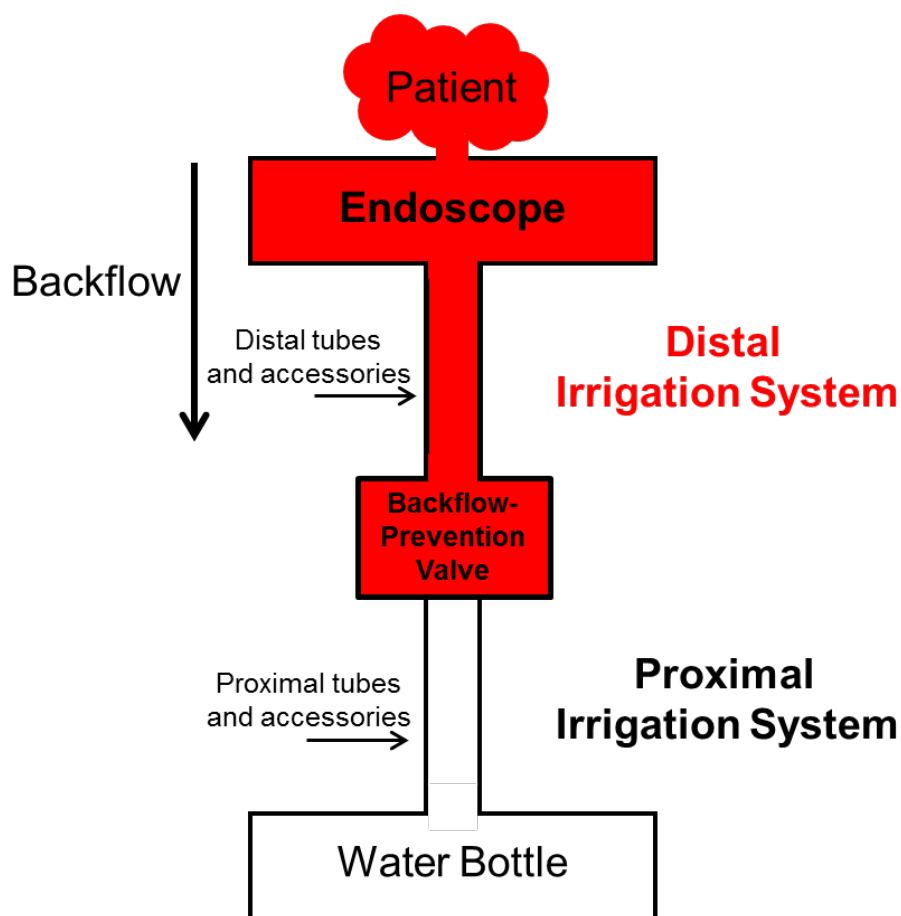 Patient
Endoscope
Backflow
Distal tubes
and accessories
Distal
Irrigation System
Backflow-
Prevention
Valve
Proximal tubes
and accessories
Proximal
Irrigation System
Water Bottle